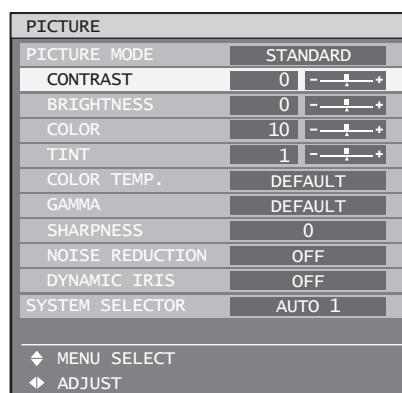 PICTURE
PICTURE MODE STANDARD
CONTRAST 0 - +
BRIGHTNESS 0 - +
COLOR 10 - +
TINT 1 - +
COLOR TEMP. DEFAULT
GAMMA DEFAULT
SHARPNESS 0
NOISE REDUCTION OFF
DYNAMIC IRIS OFF
SYSTEM SELECTOR AUTO 1
MENU SELECT
ADJUST